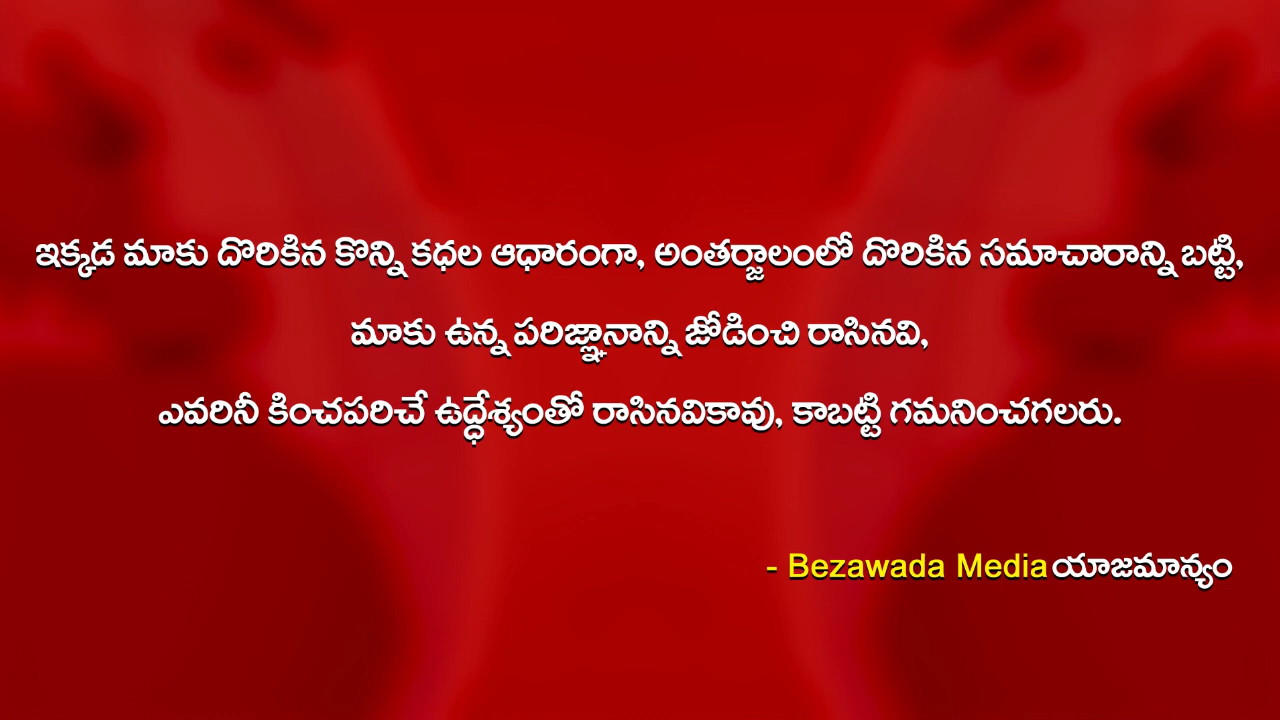 ఇక్కడ మాకు దొరికిన కొన్ని కధల ఆధారంగా, అంతర్జాలంలో దొరికిన సమాచారాన్ని బట్టి,
మాకు ఉన్న పరిజ్ఞానాన్ని జోడించి రాసినవి,
ఎవరినీ కించపరిచే ఉద్ధేశ్యంతో రాసినవికావు, కాబట్టి గమనించగలరు.
- Bezawada Media యాజమాన్యం